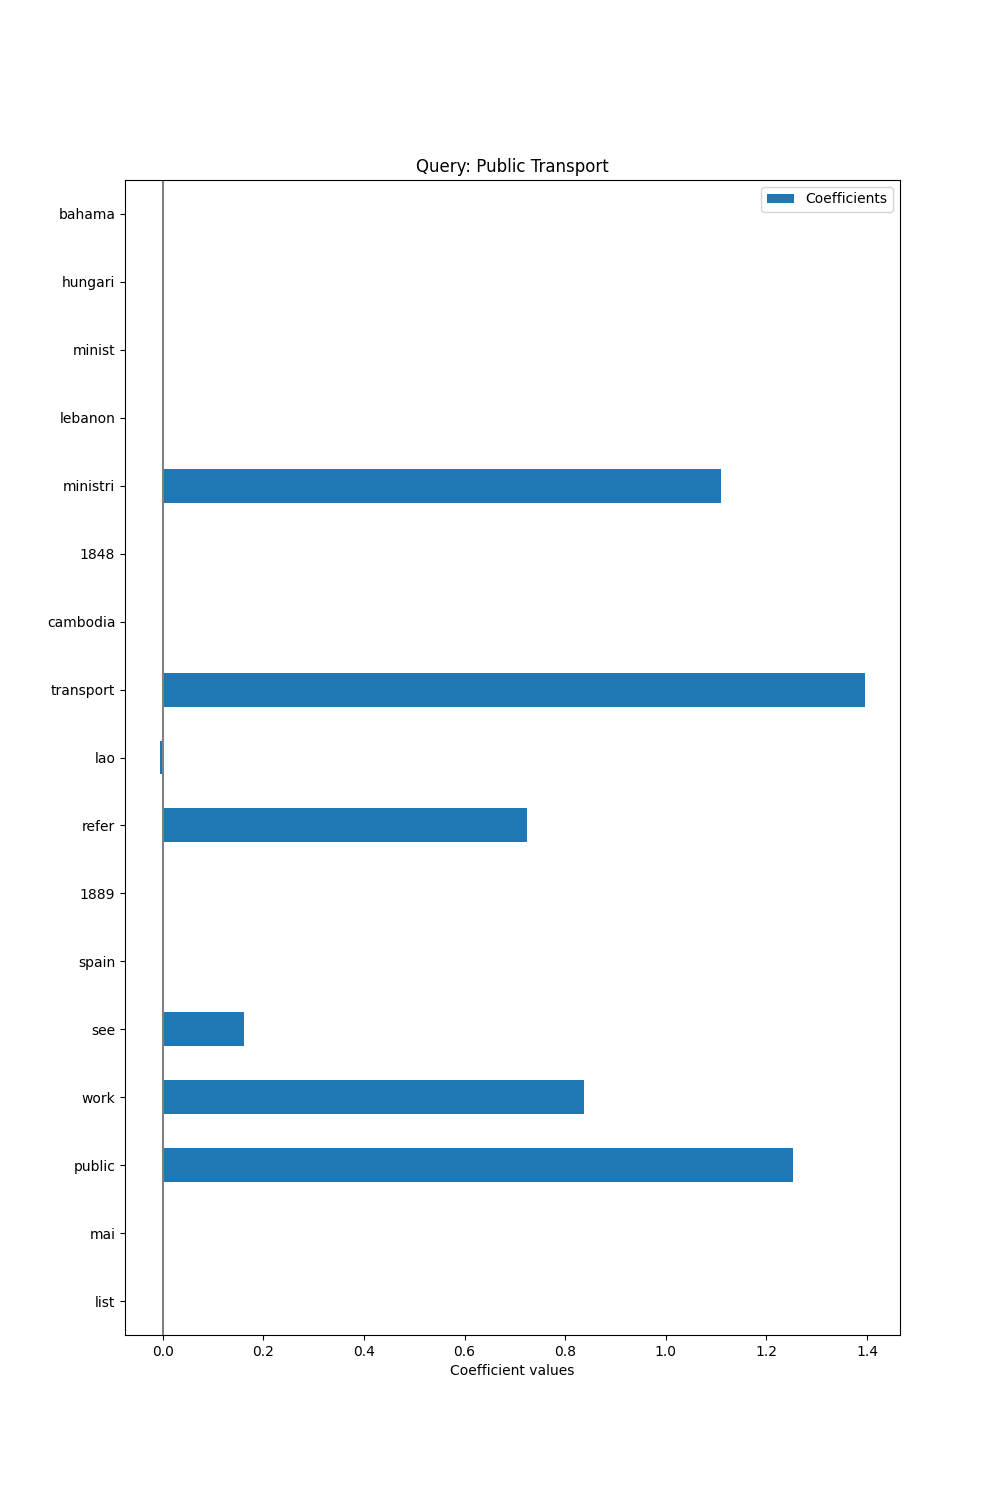 Query: Public Transport
Coefficients
bahama
hungari
minist
lebanon
ministri
1848
cambodia
transport
lao
refer
1889
spain
see
work
public
mai
list
0.0 0.2 0.4 0.6 0.8 1.0 1.2 1.4
Coefficient values